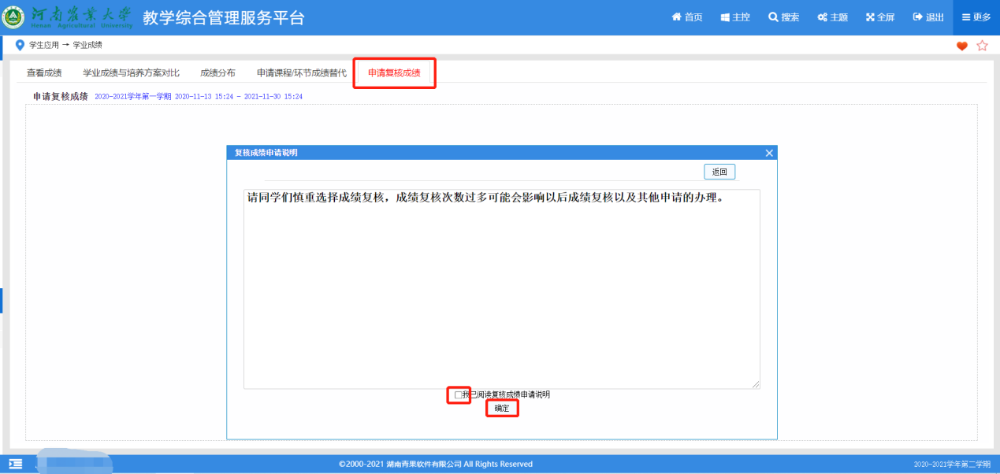 河南农业大学 教学综合管理服务平台 首页 主控 搜索 主题 全屏 退出 更多
Henan Agricultural University
学生应用 → 学业成绩
查看成绩 学业成绩与培养方案对比 成绩分布 申请课程/环节成绩替代 申请复核成绩
申请复核成绩 2020-2021学年第一学期 2020-11-13 15:24 - 2021-11-30 15:24
复核成绩申请说明
返回
请同学们慎重选择成绩复核，成绩复核次数过多可能会影响以后成绩复核以及其他申请的办理。
我已阅读复核成绩申请说明
确定
©2000-2021 湖南青果软件有限公司 All Rights Reserved 2020-2021学年第二学期